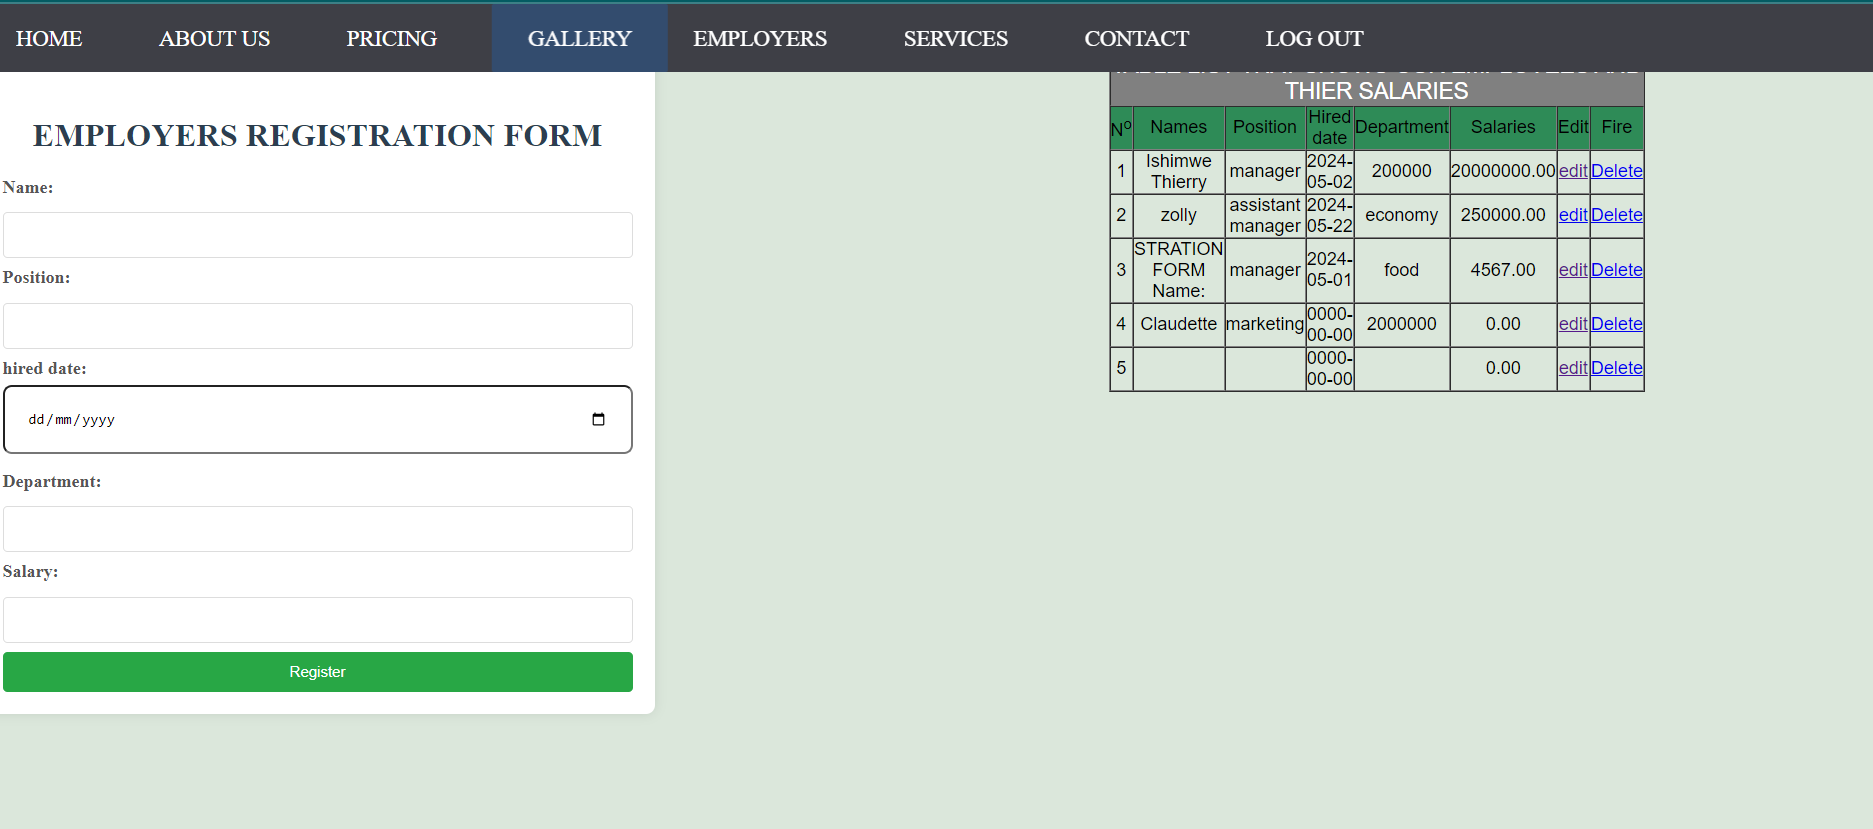 HOME ABOUT US PRICING GALLERY EMPLOYERS SERVICES CONTACT LOG OUT
EMPLOYERS REGISTRATION FORM
Name:
Position:
hired date:
dd/mm/yyyy
Department:
Salary:
Register
THIER SALARIES
Nº Names Position Hired date Department Salaries Edit Fire
1 Ishimwe Thierry manager 2024-05-02 200000 20000000.00 edit Delete
2 zolly assistant manager 2024-05-22 economy 250000.00 edit Delete
3 STRATION FORM Name: manager 2024-05-01 food 4567.00 edit Delete
4 Claudette marketing 0000-00-00 2000000 0.00 edit Delete
5 0000-00-00 0.00 edit Delete